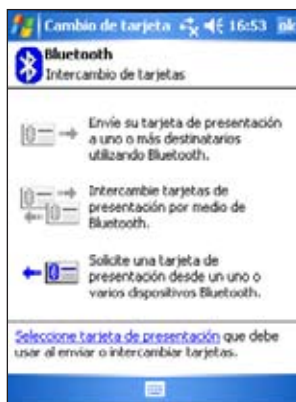 Cambio de tarjeta 16:53 ok
Bluetooth
Intercambio de tarjetas
Envíe su tarjeta de presentación
a uno o más destinatarios
utilizando Bluetooth.
Intercambie tarjetas de
presentación por medio de
Bluetooth.
Solicite una tarjeta de
presentación desde un uno o
varios dispositivos Bluetooth.
Seleccione tarjeta de presentación que debe
usar al enviar o intercambiar tarjetas.